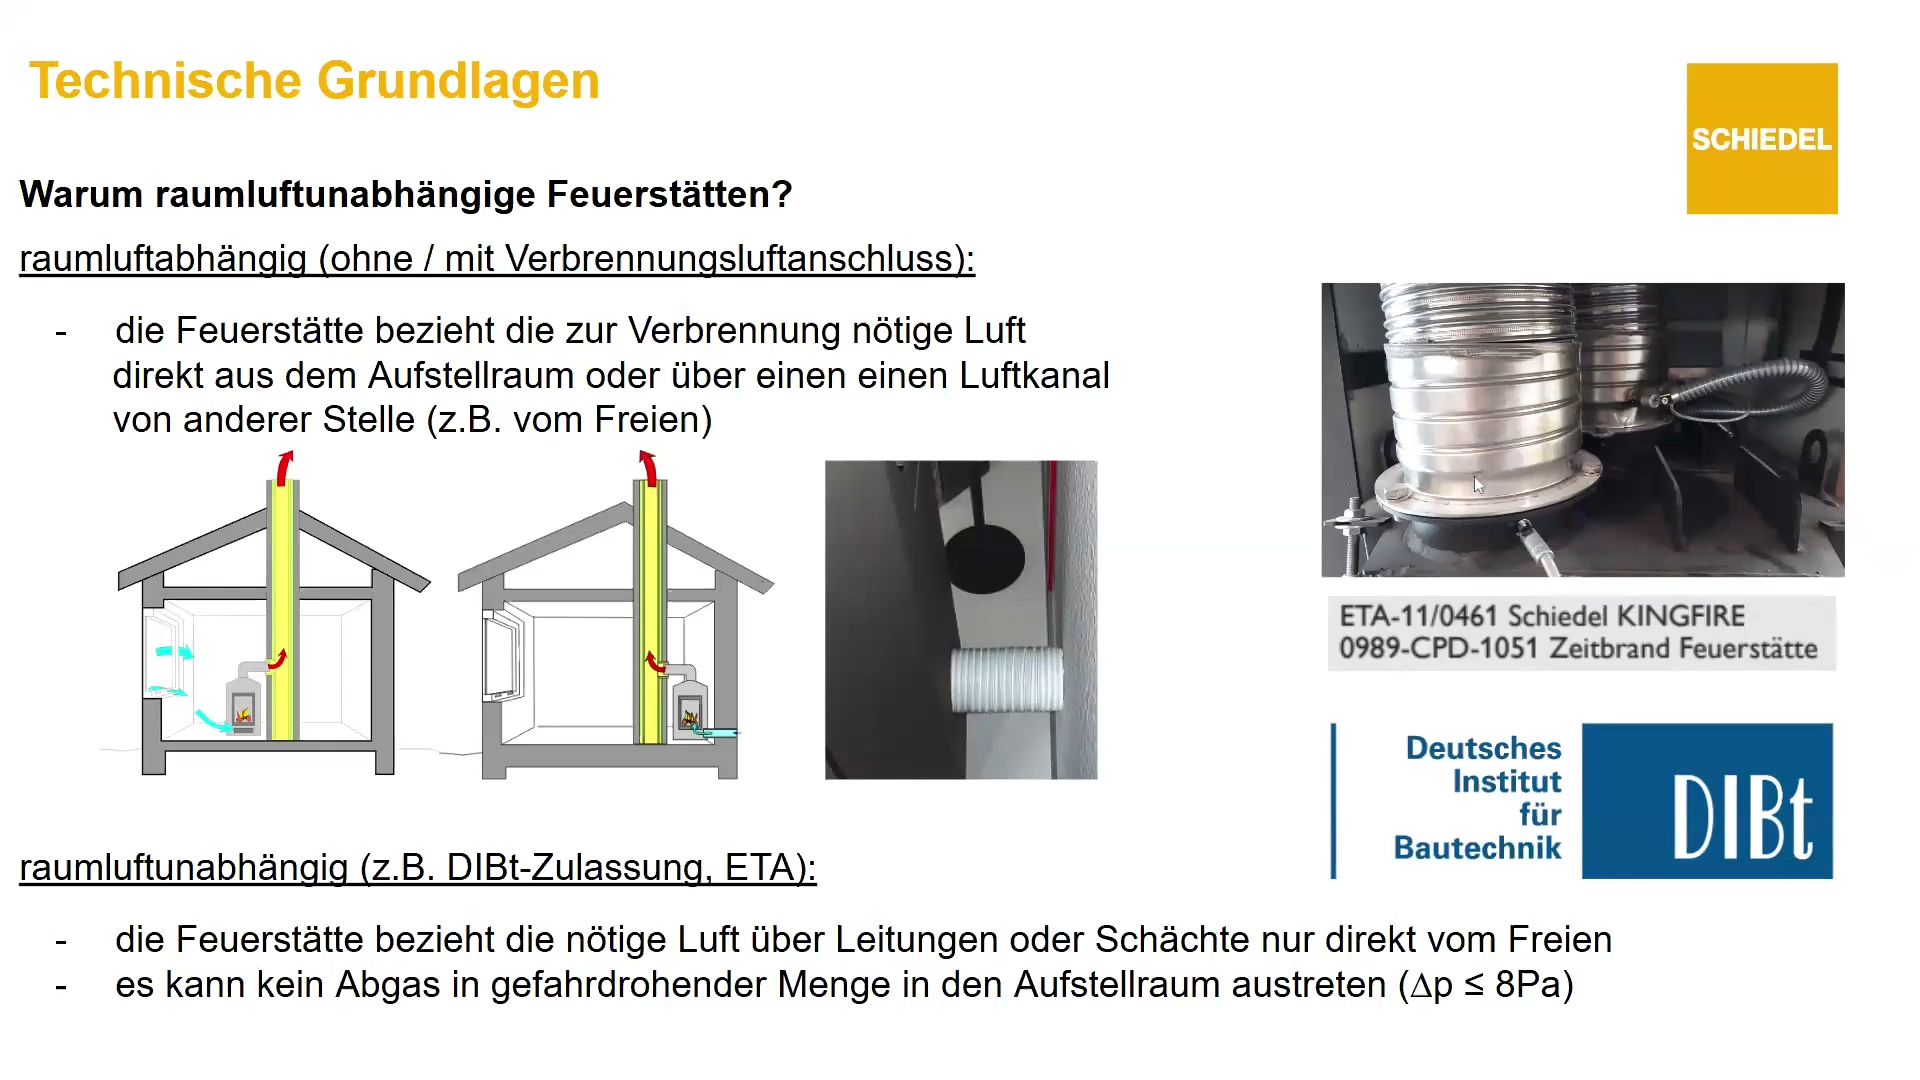 Technische Grundlagen
SCHIEDEL
Warum raumluftunabhängige Feuerstätten?
raumluftabhängig (ohne / mit Verbrennungsluftanschluss):
- die Feuerstätte bezieht die zur Verbrennung nötige Luft
direkt aus dem Aufstellraum oder über einen einen Luftkanal
von anderer Stelle (z.B. vom Freien)
ETA-11/0461 Schiedel KINGFIRE
0989-CPD-1051 Zeitbrand Feuerstätte
Deutsches
Institut
für
Bautechnik
DIBt
raumluftunabhängig (z.B. DIBt-Zulassung, ETA):
- die Feuerstätte bezieht die nötige Luft über Leitungen oder Schächte nur direkt vom Freien
- es kann kein Abgas in gefahrdrohender Menge in den Aufstellraum austreten (∆p ≤ 8Pa)